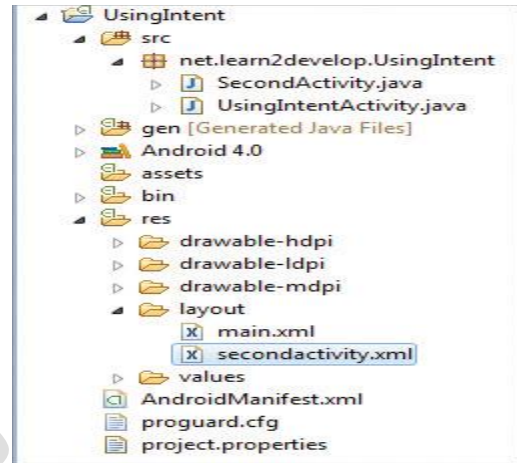 UsingIntent
src
net.learn2develop.UsingIntent
SecondActivity.java
UsingIntentActivity.java
gen [Generated Java Files]
Android 4.0
assets
bin
res
drawable-hdpi
drawable-ldpi
drawable-mdpi
layout
main.xml
secondactivity.xml
values
AndroidManifest.xml
proguard.cfg
project.properties